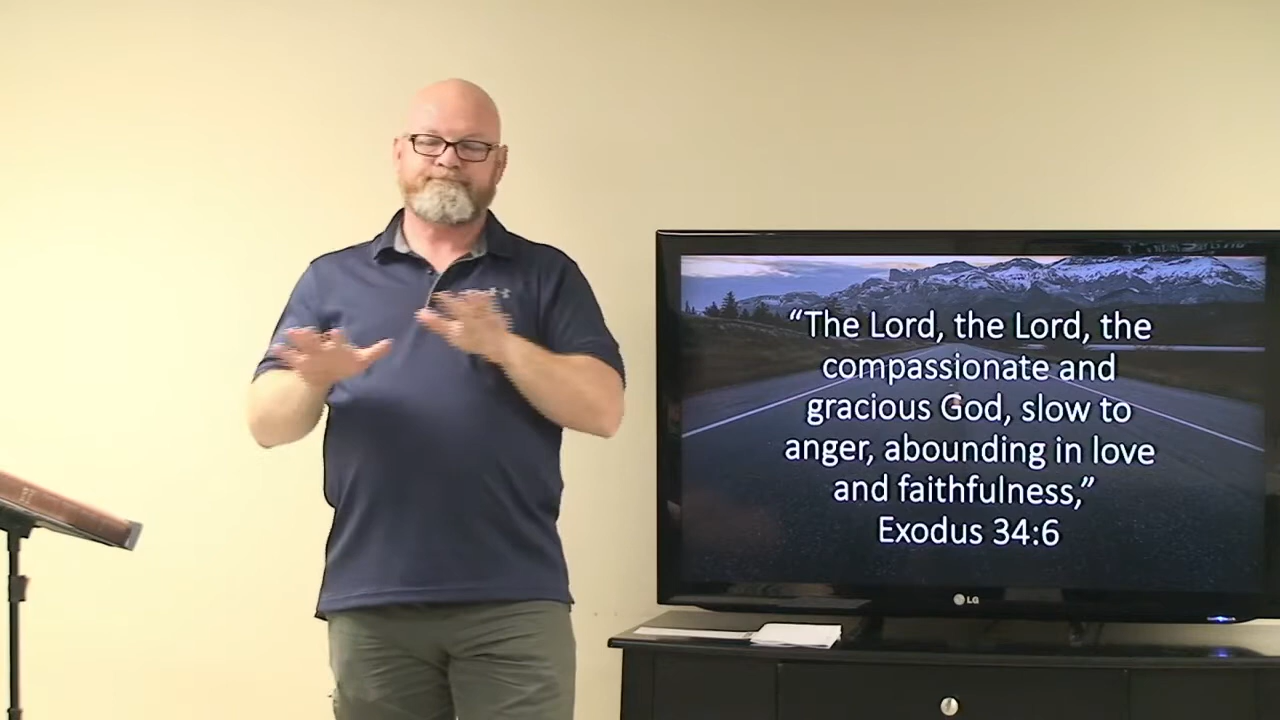 “The Lord, the Lord, the
compassionate and
gracious God, slow to
anger, abounding in love
and faithfulness,”
Exodus 34:6
LG